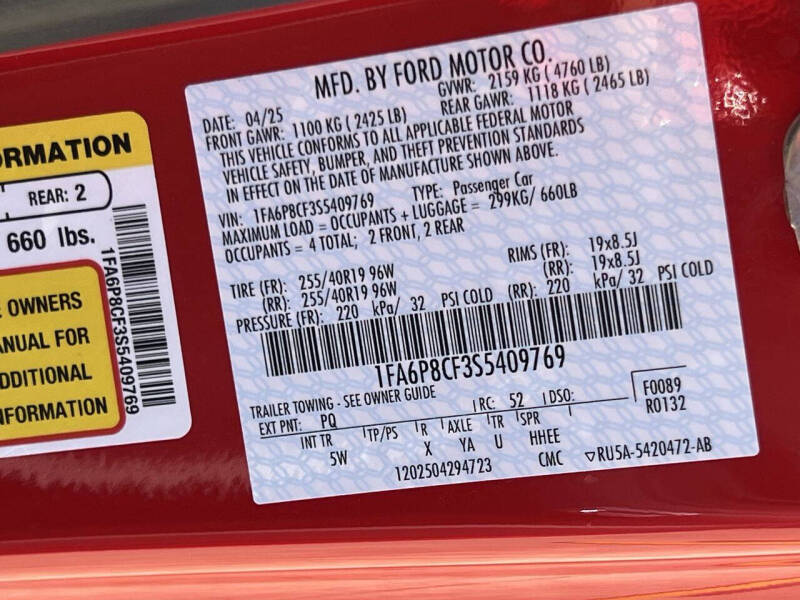 ORMATION
REAR: 2
660 lbs.
E OWNERS
ANUAL FOR
DDITIONAL
NFORMATION
1FA6P8CF3S5409769
MFD. BY FORD MOTOR CO.
DATE: 04/25 GVWR: 2159 KG ( 4760 LB)
FRONT GAWR: 1100 KG ( 2425 LB) REAR GAWR: 1118 KG ( 2465 LB)
THIS VEHICLE CONFORMS TO ALL APPLICABLE FEDERAL MOTOR
VEHICLE SAFETY, BUMPER, AND THEFT PREVENTION STANDARDS
IN EFFECT ON THE DATE OF MANUFACTURE SHOWN ABOVE.
VIN: 1FA6P8CF3S5409769 TYPE: Passenger Car
MAXIMUM LOAD = OCCUPANTS + LUGGAGE = 299KG/ 660LB
OCCUPANTS = 4 TOTAL; 2 FRONT, 2 REAR
TIRE (FR): 255/40R19 96W RIMS (FR): 19x8.5J
(RR): 255/40R19 96W (RR): 19x8.5J
PRESSURE (FR): 220 kPa/ 32 PSI COLD (RR): 220 kPa/ 32 PSI COLD
1FA6P8CF3S5409769
TRAILER TOWING - SEE OWNER GUIDE
EXT PNT: PQ RC: 52 DSO: F0089
R0132
INT TR TP/PS R AXLE TR SPR
5W X YA U HHEE
1202504294723 CMC ▽RU5A-5420472-AB